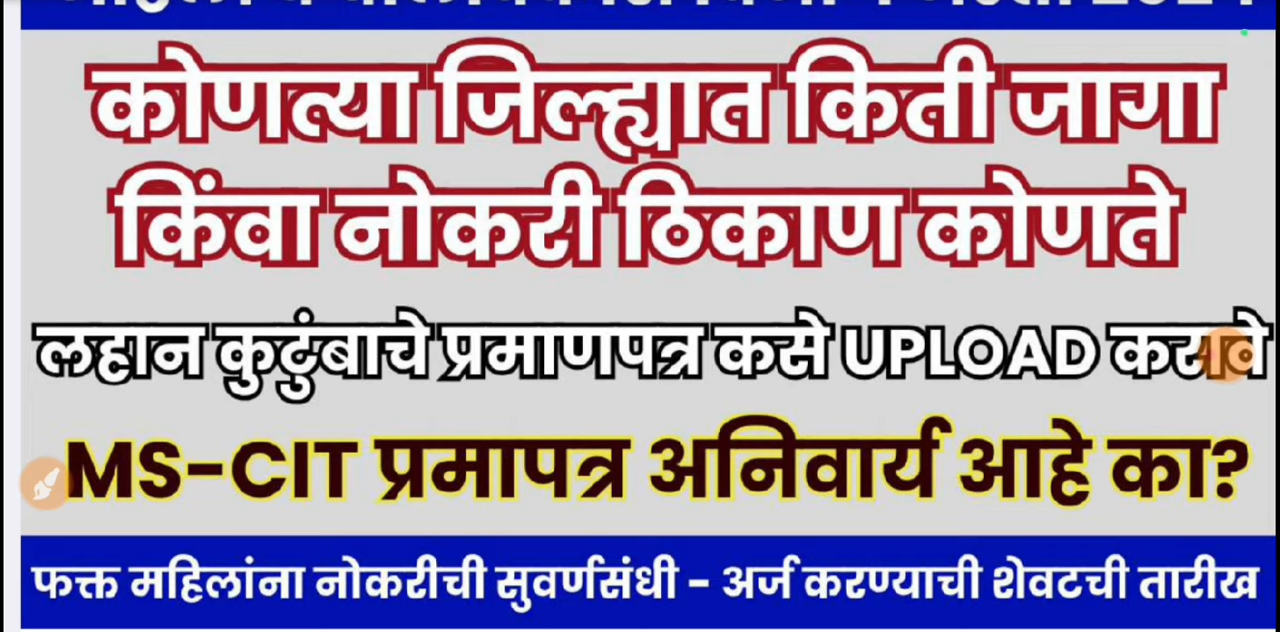 कोणत्या जिल्ह्यात किती जागा
किंवा नोकरी ठिकाण कोणते
लहान कुटुंबाचे प्रमाणपत्र कसे UPLOAD करावे
MS-CIT प्रमापत्र अनिवार्य आहे का?
फक्त महिलांना नोकरीची सुवर्णसंधी - अर्ज करण्याची शेवटची तारीख